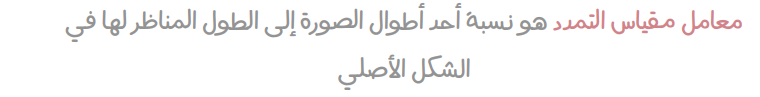 معامل مقياس التمدد هو نسبة أحد أطوال الصورة إلى الطول المناظر لها في
الشكل الأصلي